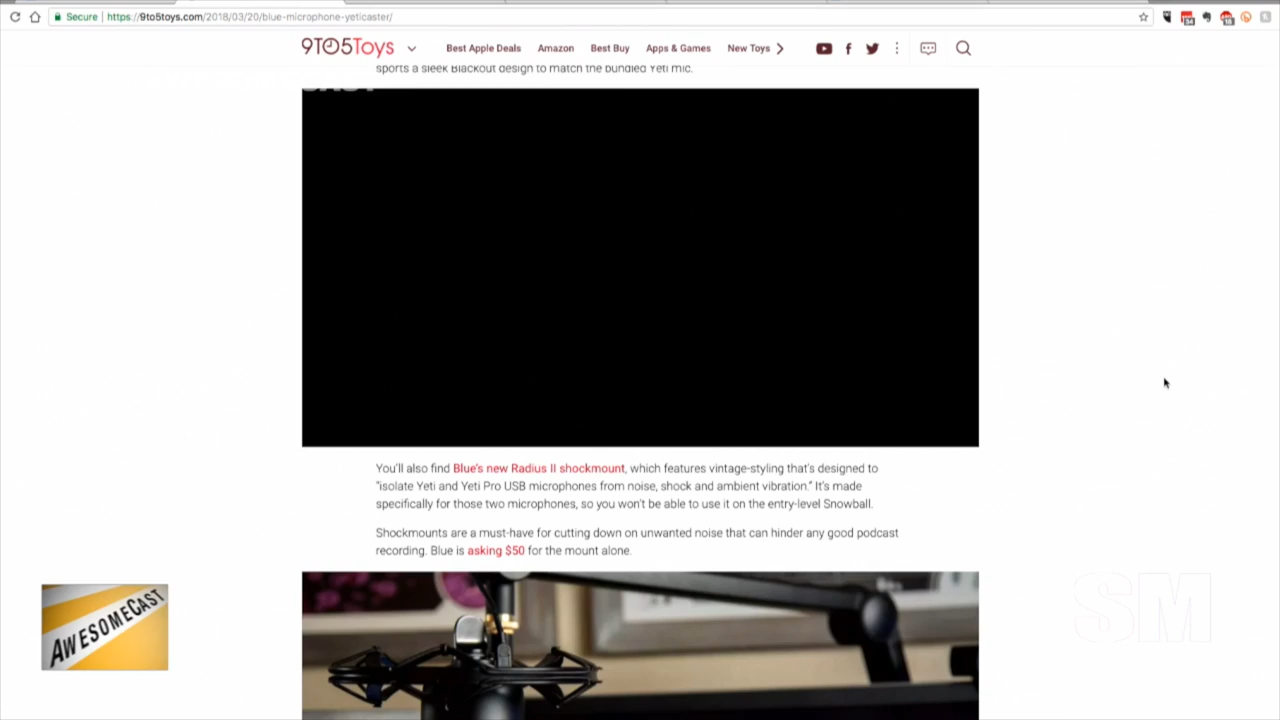 Secure https://9to5toys.com/2018/03/20/blue-microphone-yeticaster/
9TO5Toys Best Apple Deals Amazon Best Buy Apps & Games New Toys
sports a sleek Blackout design to match the bundled Yeti mic.
You'll also find Blue's new Radius II shockmount, which features vintage-styling that's designed to
"isolate Yeti and Yeti Pro USB microphones from noise, shock and ambient vibration." It's made
specifically for those two microphones, so you won't be able to use it on the entry-level Snowball.
Shockmounts are a must-have for cutting down on unwanted noise that can hinder any good podcast
recording. Blue is asking $50 for the mount alone.
AWESOMECAST
SM